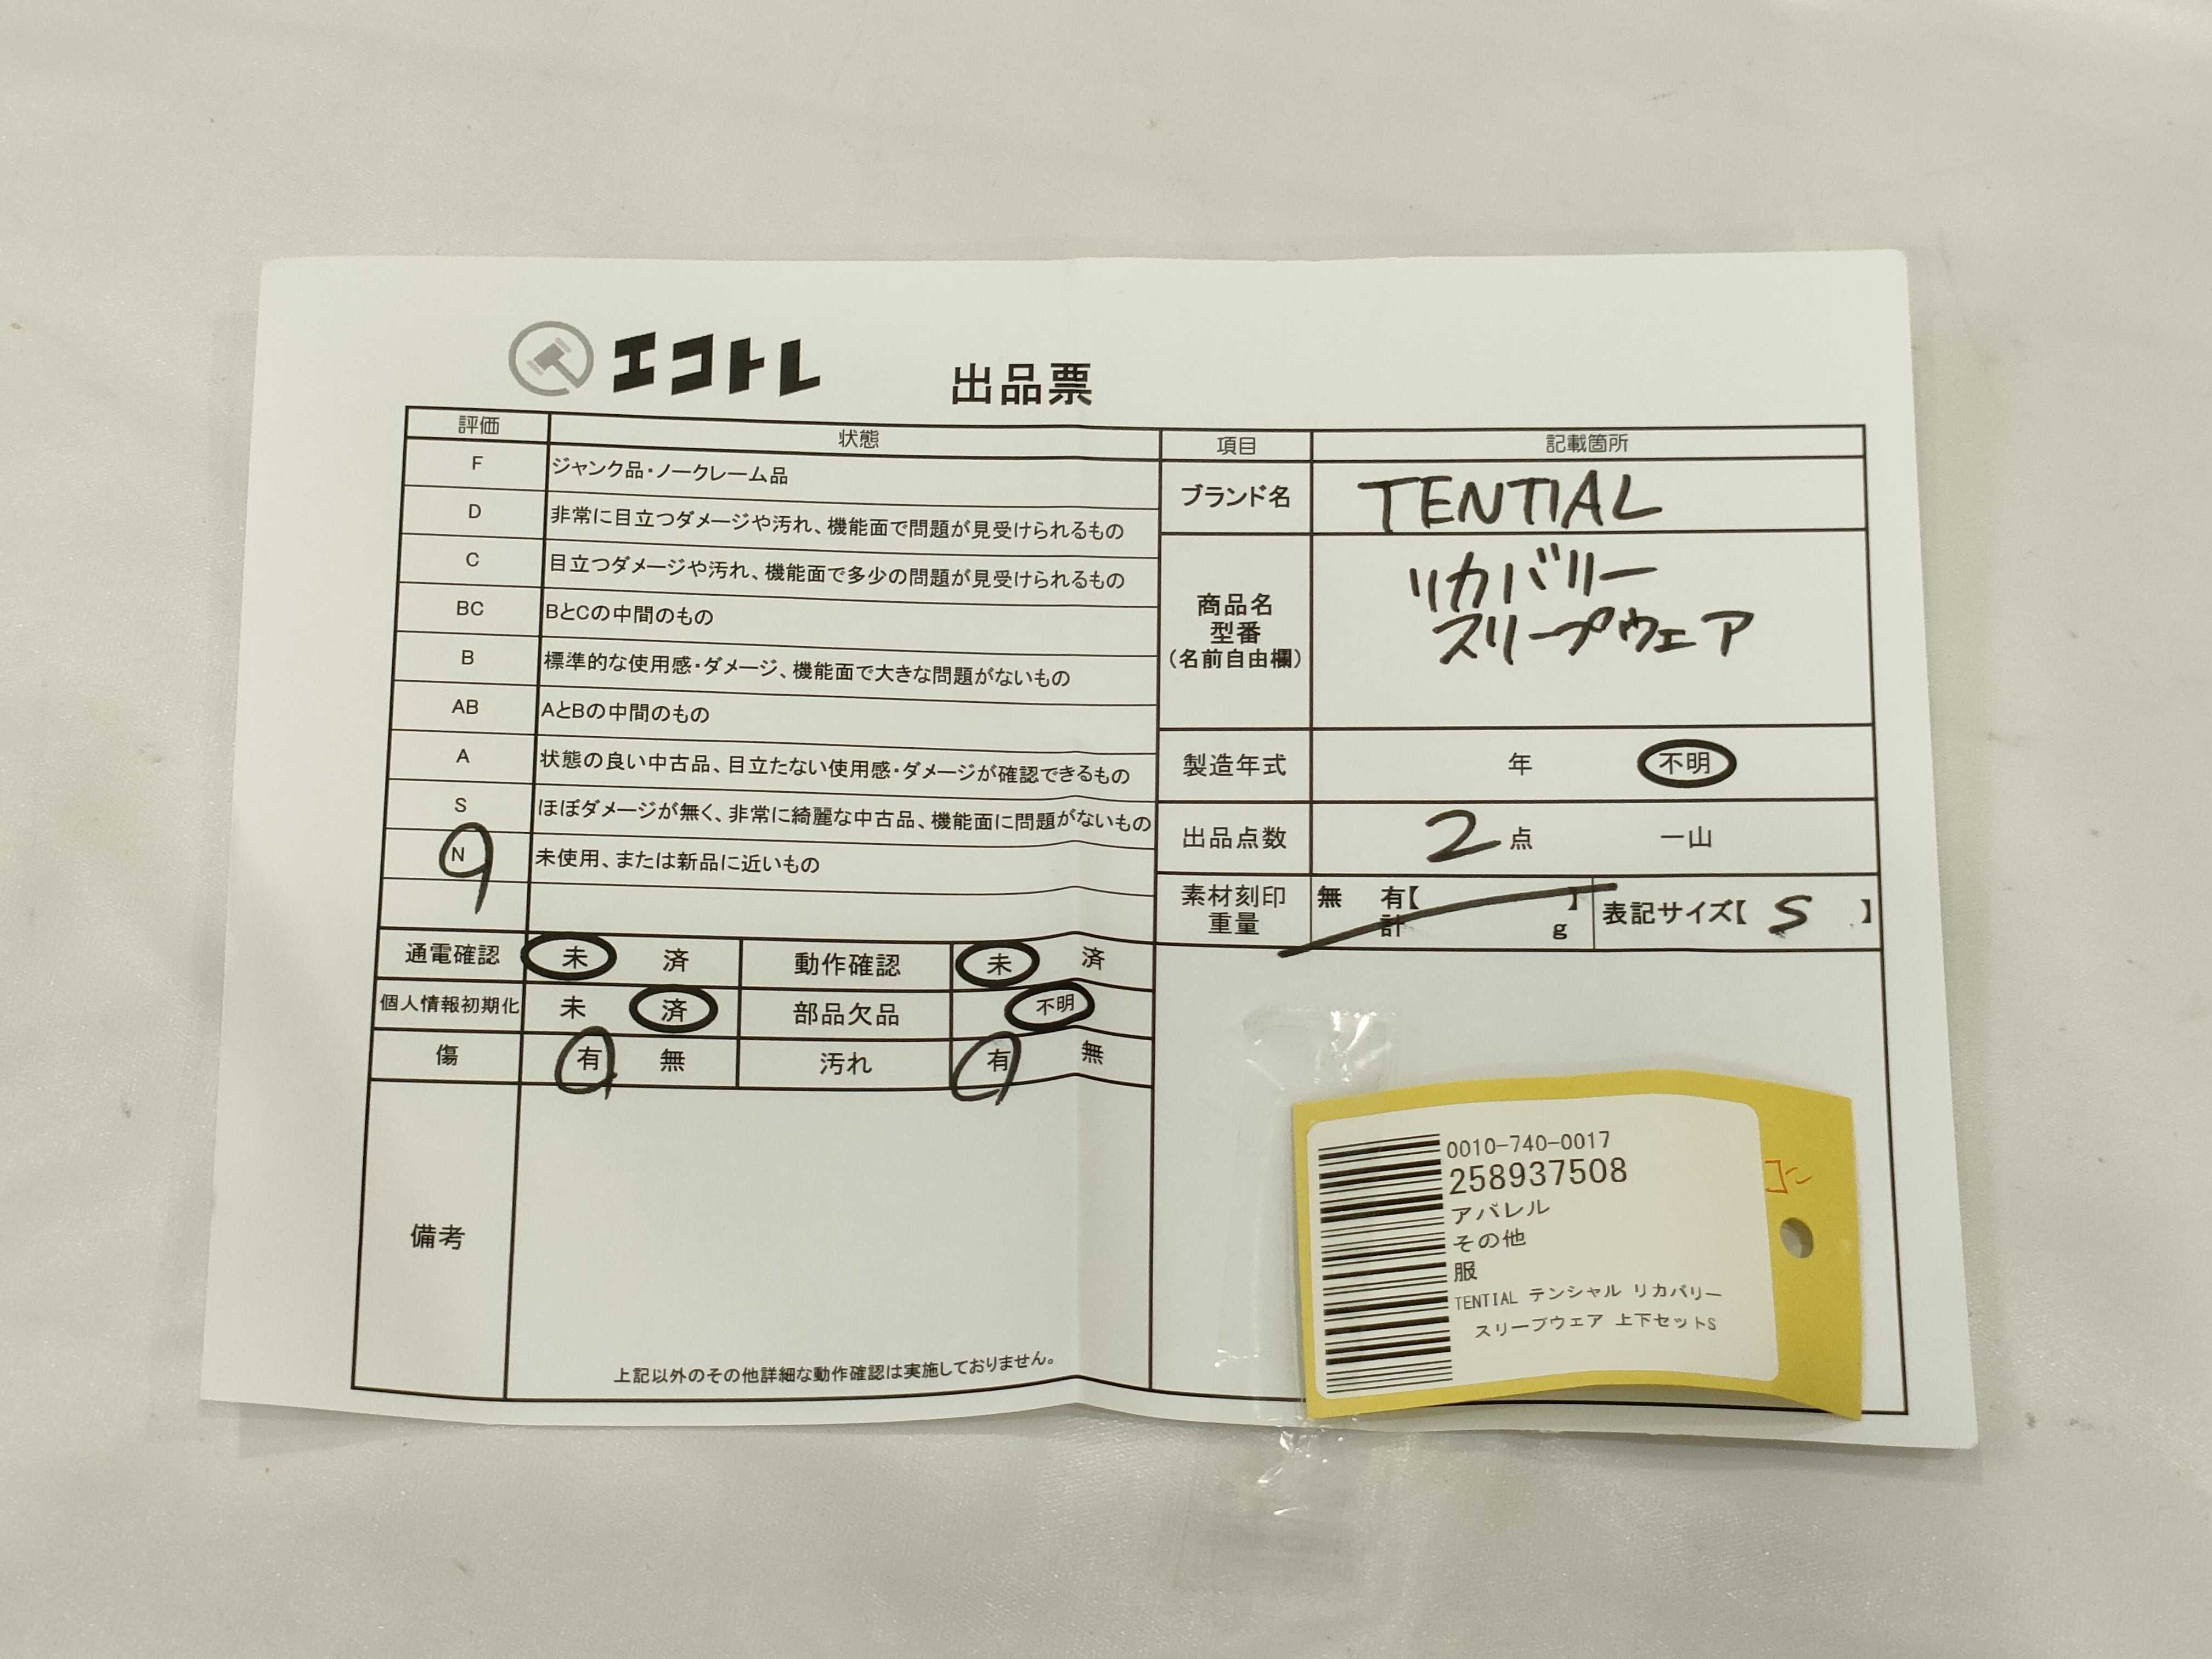 エコトレ 出品票
評価 状態
F ジャンク品・ノークレーム品
D 非常に目立つダメージや汚れ、機能面で問題が見受けられるもの
C 目立つダメージや汚れ、機能面で多少の問題が見受けられるもの
BC BとCの中間のもの
B 標準的な使用感・ダメージ、機能面で大きな問題がないもの
AB AとBの中間のもの
A 状態の良い中古品、目立たない使用感・ダメージが確認できるもの
S ほぼダメージが無く、非常に綺麗な中古品、機能面に問題がないもの
N 未使用、または新品に近いもの
通電確認 未 済 動作確認 未 済
個人情報初期化 未 済 部品欠品 不明
傷 有 無 汚れ 有 無
備考
上記以外のその他詳細な動作確認は実施しておりません。
項目 記載箇所
ブランド名 TENTIAL
商品名
型番
(名前自由欄)
リカバリー
スリープウェア
製造年式 年 不明
出品点数 2点 一山
素材刻印 無 有【 】
重量 計 g
表記サイズ【 S 】
0010-740-0017
258937508
アパレル
その他
服
TENTIAL テンシャル リカバリー
スリープウェア 上下セットS